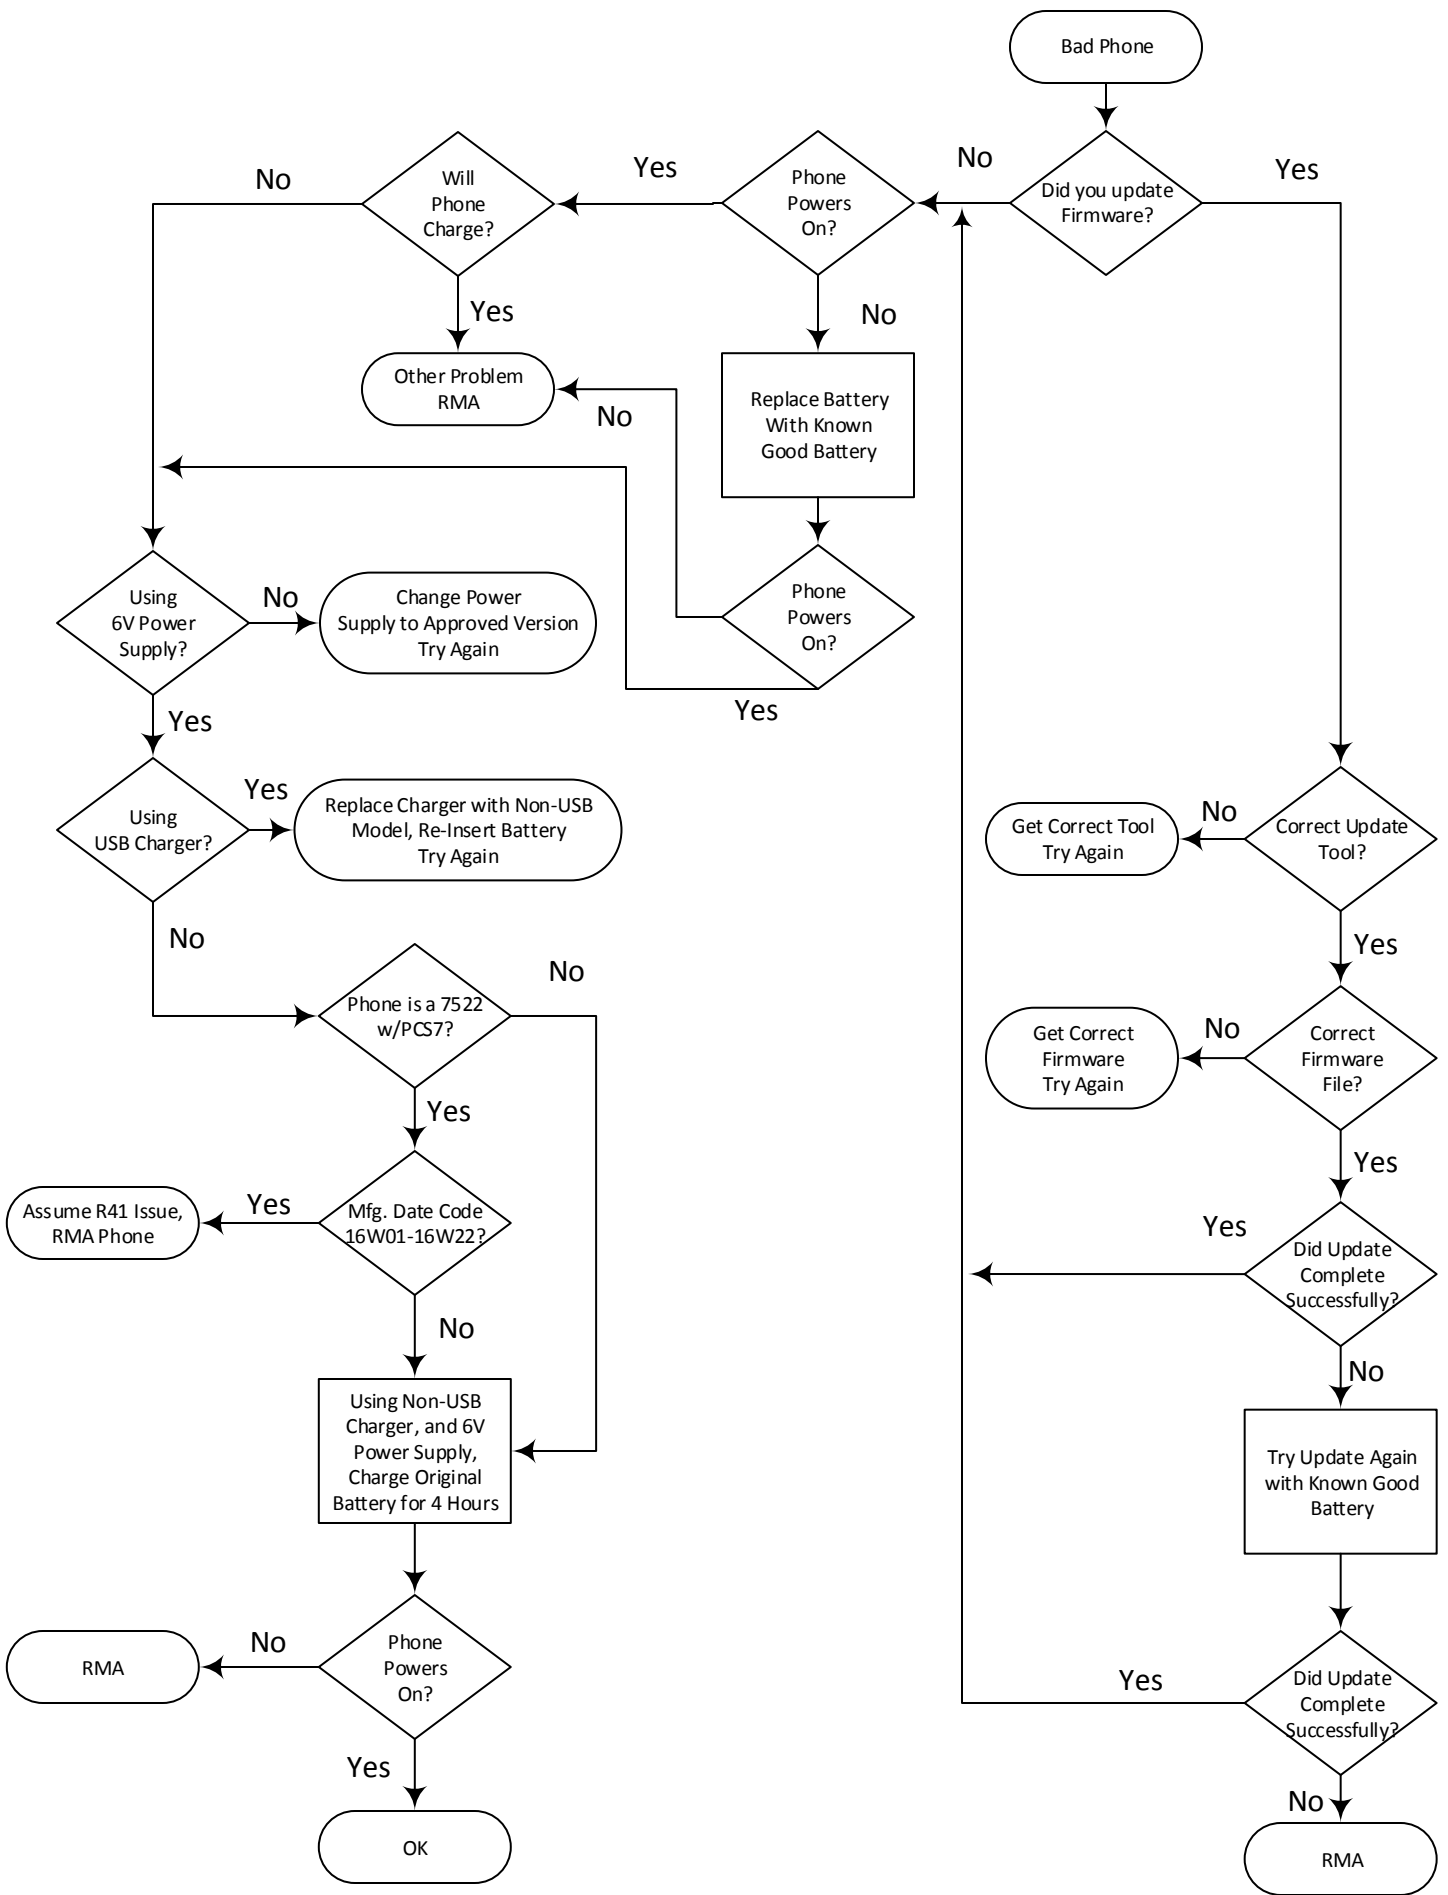 Bad Phone
Did you update
Firmware?
No
Yes
Phone
Powers
On?
Yes
No
Will
Phone
Charge?
No
Yes
Other Problem
RMA
Replace Battery
With Known
Good Battery
No
Phone
Powers
On?
Yes
Using
6V Power
Supply?
No
Change Power
Supply to Approved Version
Try Again
Yes
Using
USB Charger?
Yes
Replace Charger with Non-USB
Model, Re-Insert Battery
Try Again
No
Phone is a 7522
w/PCS7?
No
Yes
Mfg. Date Code
16W01-16W22?
Yes
Assume R41 Issue,
RMA Phone
No
Using Non-USB
Charger, and 6V
Power Supply,
Charge Original
Battery for 4 Hours
Phone
Powers
On?
No
RMA
Yes
OK
Correct Update
Tool?
No
Get Correct Tool
Try Again
Yes
Correct
Firmware
File?
No
Get Correct
Firmware
Try Again
Yes
Did Update
Complete
Successfully?
Yes
No
Try Update Again
with Known Good
Battery
Did Update
Complete
Successfully?
Yes
No
RMA